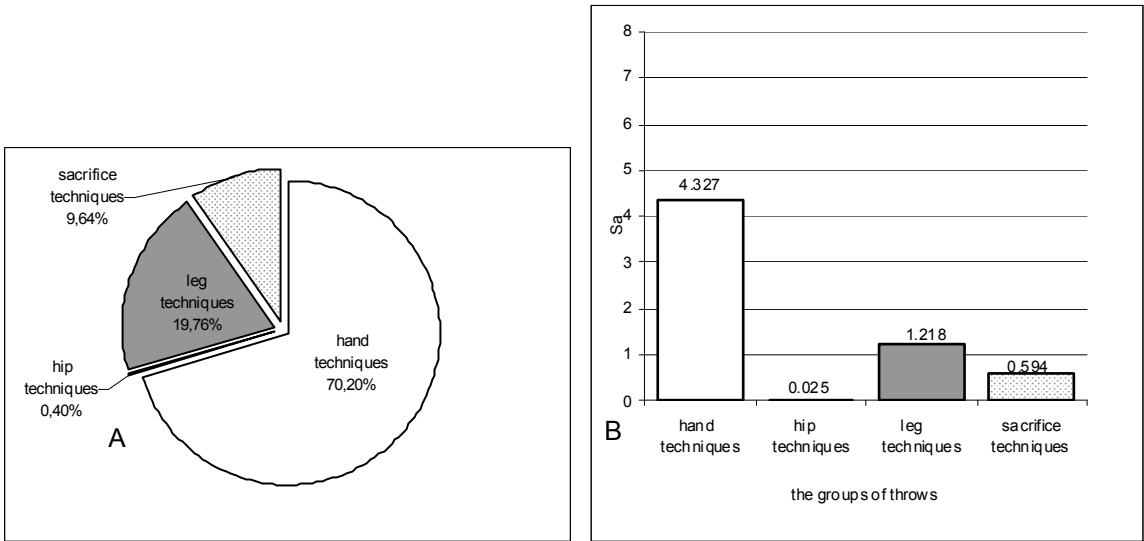 sacrifice
techniques
9,64%
leg
techniques
19,76%
hand
techniques
70,20%
hip
techniques
0,40%
A
8
7
6
5
4
3
2
1
0
Sa
4.327
0.025
1.218
0.594
B
hand
techniques
hip
techniques
leg
techniques
sacrifice
techniques
the groups of throws